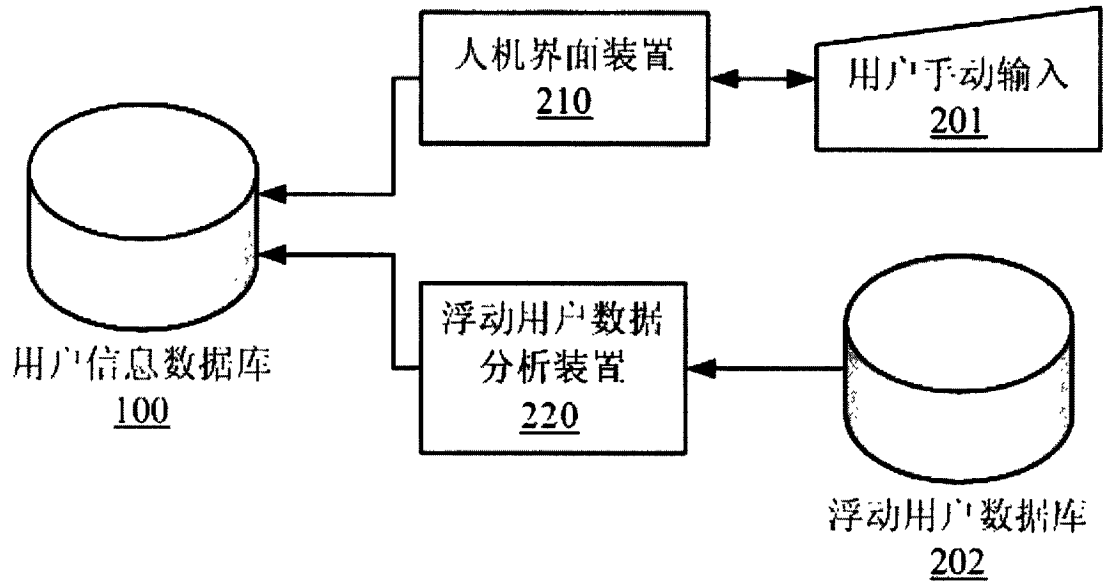 人机界面装置
210
用户手动输入
201
用户信息数据库
100
浮动用户数据
分析装置
220
浮动用户数据库
202